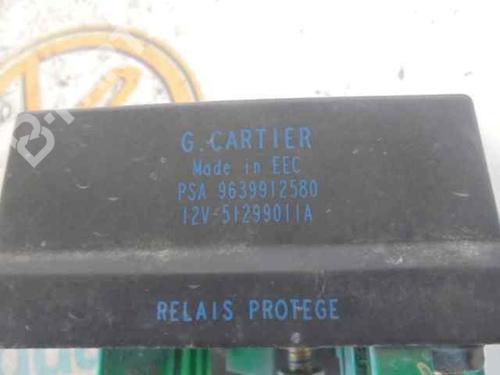 G.CARTIER
Made in EEC
PSA 9639912580
12V-51299011A
RELAIS PROTEGE